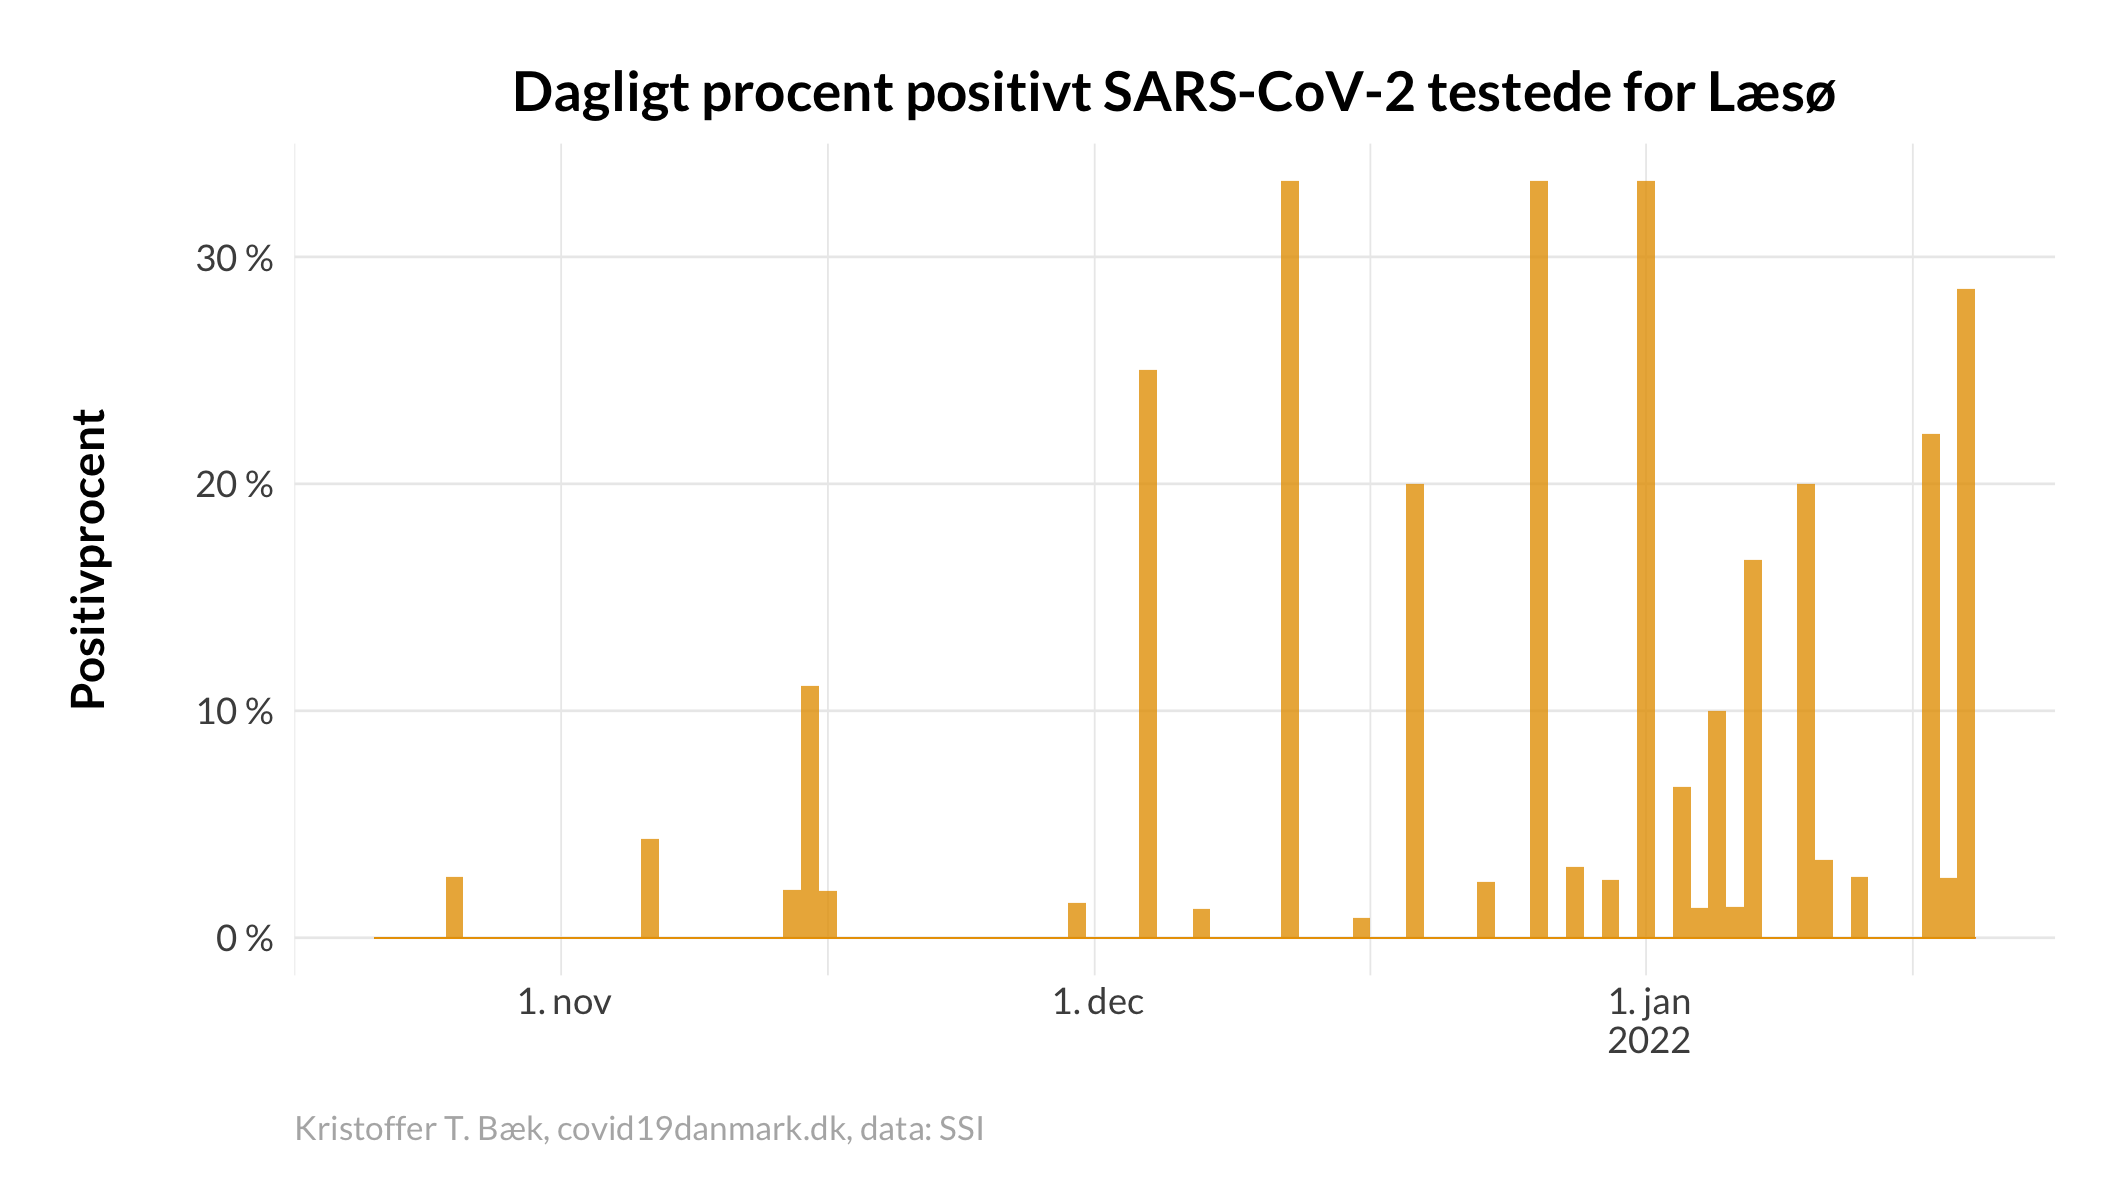 Dagligt procent positivt SARS-CoV-2 testede for Læsø
Positivprocent
30 %
20 %
10 %
0 %
1. nov
1. dec
1. jan
2022
Kristoffer T. Bæk, covid19danmark.dk, data: SSI